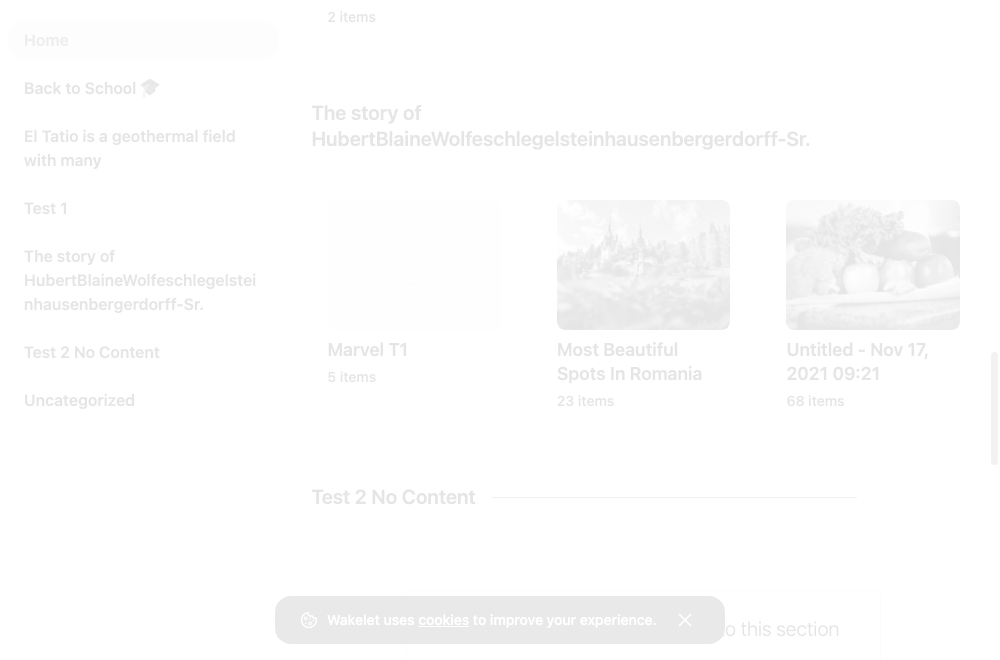 2 items
Home
Back to School
El Tatio is a geothermal field
with many
Test 1
The story of
HubertBlaineWolfeschlegelstei
nhausenbergerdorff-Sr.
Test 2 No Content
Uncategorized
The story of
HubertBlaineWolfeschlegelsteinhausenbergerdorff-Sr.
Marvel T1
5 items
Most Beautiful
Spots In Romania
23 items
Untitled - Nov 17,
2021 09:21
68 items
Test 2 No Content
Wakelet uses cookies to improve your experience.
to this section